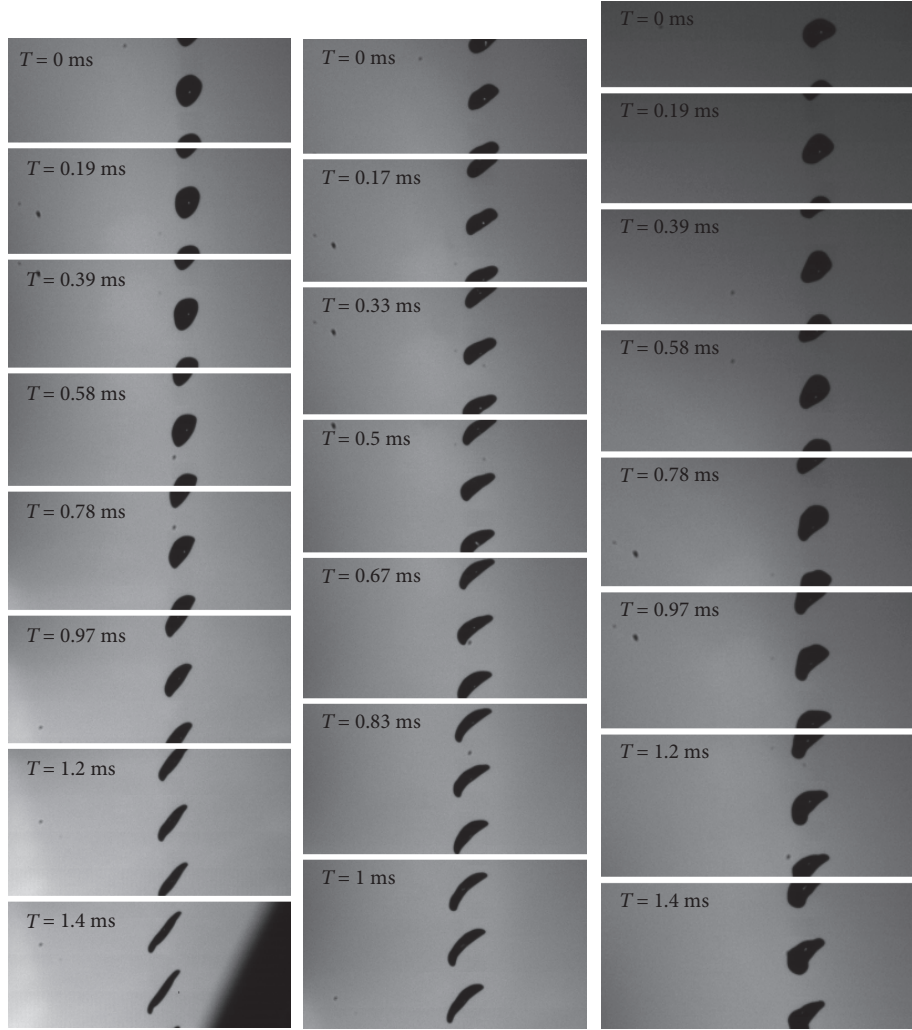 T = 0 ms
T = 0.19 ms
T = 0.39 ms
T = 0.58 ms
T = 0.78 ms
T = 0.97 ms
T = 1.2 ms
T = 1.4 ms
T = 0 ms
T = 0.17 ms
T = 0.33 ms
T = 0.5 ms
T = 0.67 ms
T = 0.83 ms
T = 1 ms
T = 0 ms
T = 0.19 ms
T = 0.39 ms
T = 0.58 ms
T = 0.78 ms
T = 0.97 ms
T = 1.2 ms
T = 1.4 ms